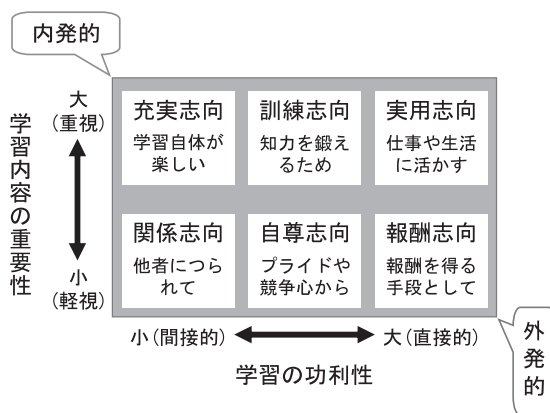 内発的
学習内容の重要性
大
（重視）
小
（軽視）
充実志向
学習自体が
楽しい
訓練志向
知力を鍛え
るため
実用志向
仕事や生活
に活かす
関係志向
他者につら
れて
自尊志向
プライドや
競争心から
報酬志向
報酬を得る
手段として
小（間接的）
大（直接的）
学習の功利性
外発的